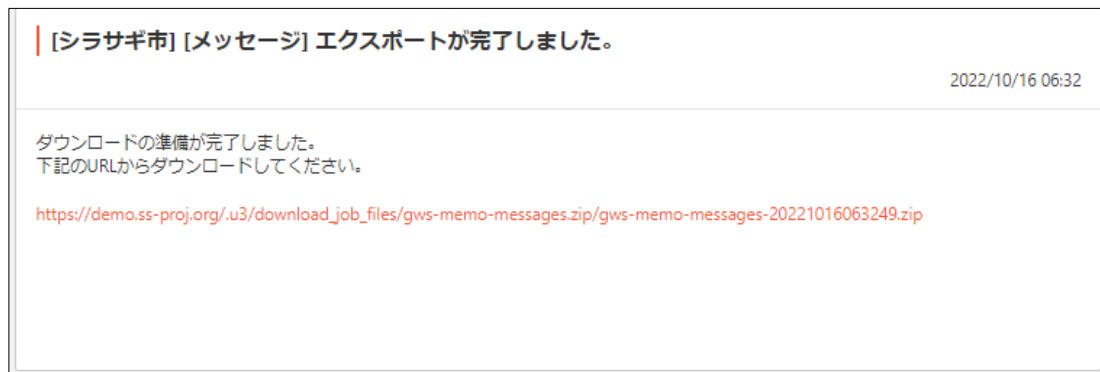 [シラサギ市] [メッセージ] エクスポートが完了しました。
2022/10/16 06:32
ダウンロードの準備が完了しました。
下記のURLからダウンロードしてください。
https://demo.ss-proj.org/.u3/download_job_files/gws-memo-messages.zip/gws-memo-messages-20221016063249.zip